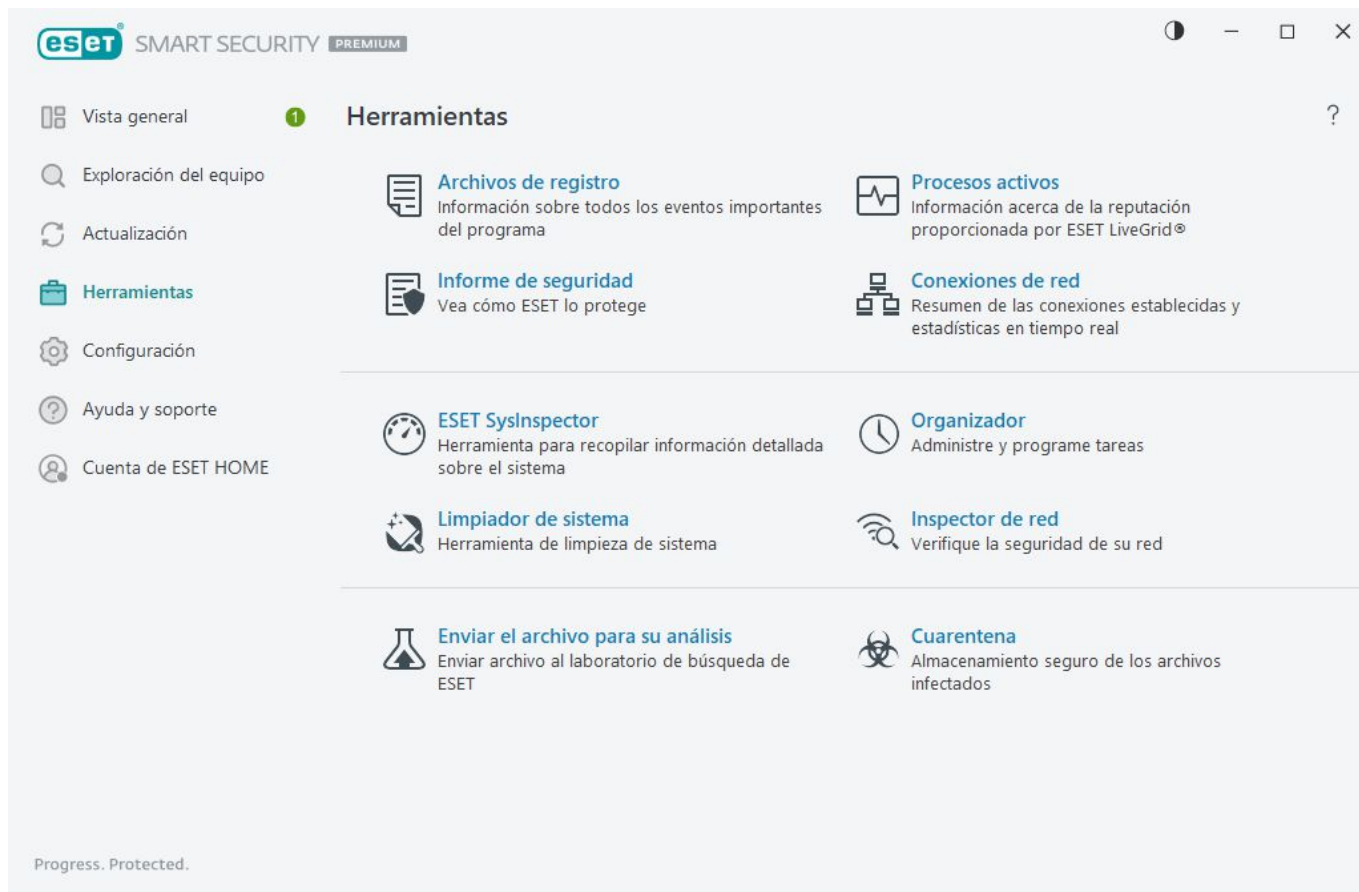 eseT® SMART SECURITY PREMIUM
Vista general 1
Exploración del equipo
Actualización
Herramientas
Configuración
Ayuda y soporte
Cuenta de ESET HOME
Herramientas ?
Archivos de registro
Información sobre todos los eventos importantes
del programa
Procesos activos
Información acerca de la reputación
proporcionada por ESET LiveGrid®
Informe de seguridad
Vea cómo ESET lo protege
Conexiones de red
Resumen de las conexiones establecidas y
estadísticas en tiempo real
ESET SysInspector
Herramienta para recopilar información detallada
sobre el sistema
Organizador
Administre y programe tareas
Limpiador de sistema
Herramienta de limpieza de sistema
Inspector de red
Verifique la seguridad de su red
Enviar el archivo para su análisis
Enviar archivo al laboratorio de búsqueda de
ESET
Cuarentena
Almacenamiento seguro de los archivos
infectados
Progress. Protected.